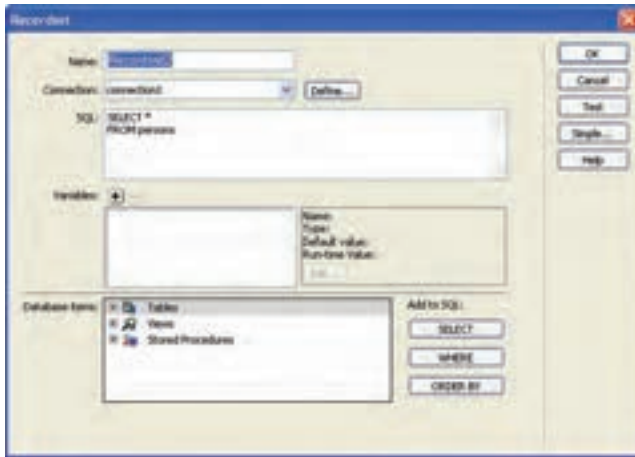 Recordset
Name:
Connection: connection1 Define...
SQL: SELECT *
FROM persons
Variables:
Name:
Type:
Default value:
Run-time Value:
Edit...
Database items: Tables
Views
Stored Procedures
Add to SQL:
SELECT
WHERE
ORDER BY
OK
Cancel
Test
Simple...
Help